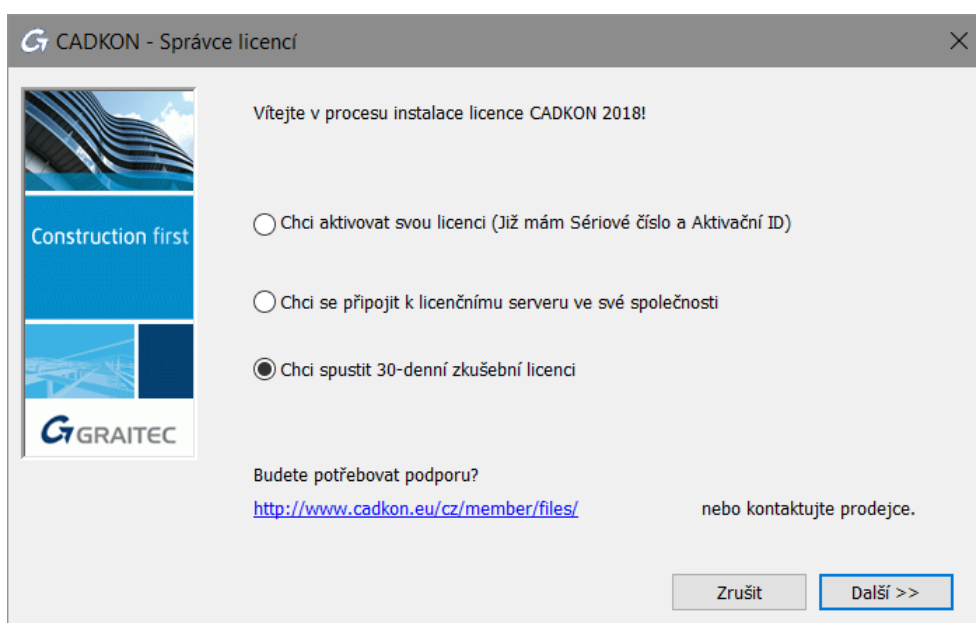 CADKON - Správce licencí
Vítejte v procesu instalace licence CADKON 2018!
Chci aktivovat svou licenci (Již mám Sériové číslo a Aktivační ID)
Construction first
Chci se připojit k licenčnímu serveru ve své společnosti
Chci spustit 30-denní zkušební licenci
GRAITEC
Budete potřebovat podporu?
http://www.cadkon.eu/cz/member/files/ nebo kontaktujte prodejce.
Zrušit Další >>